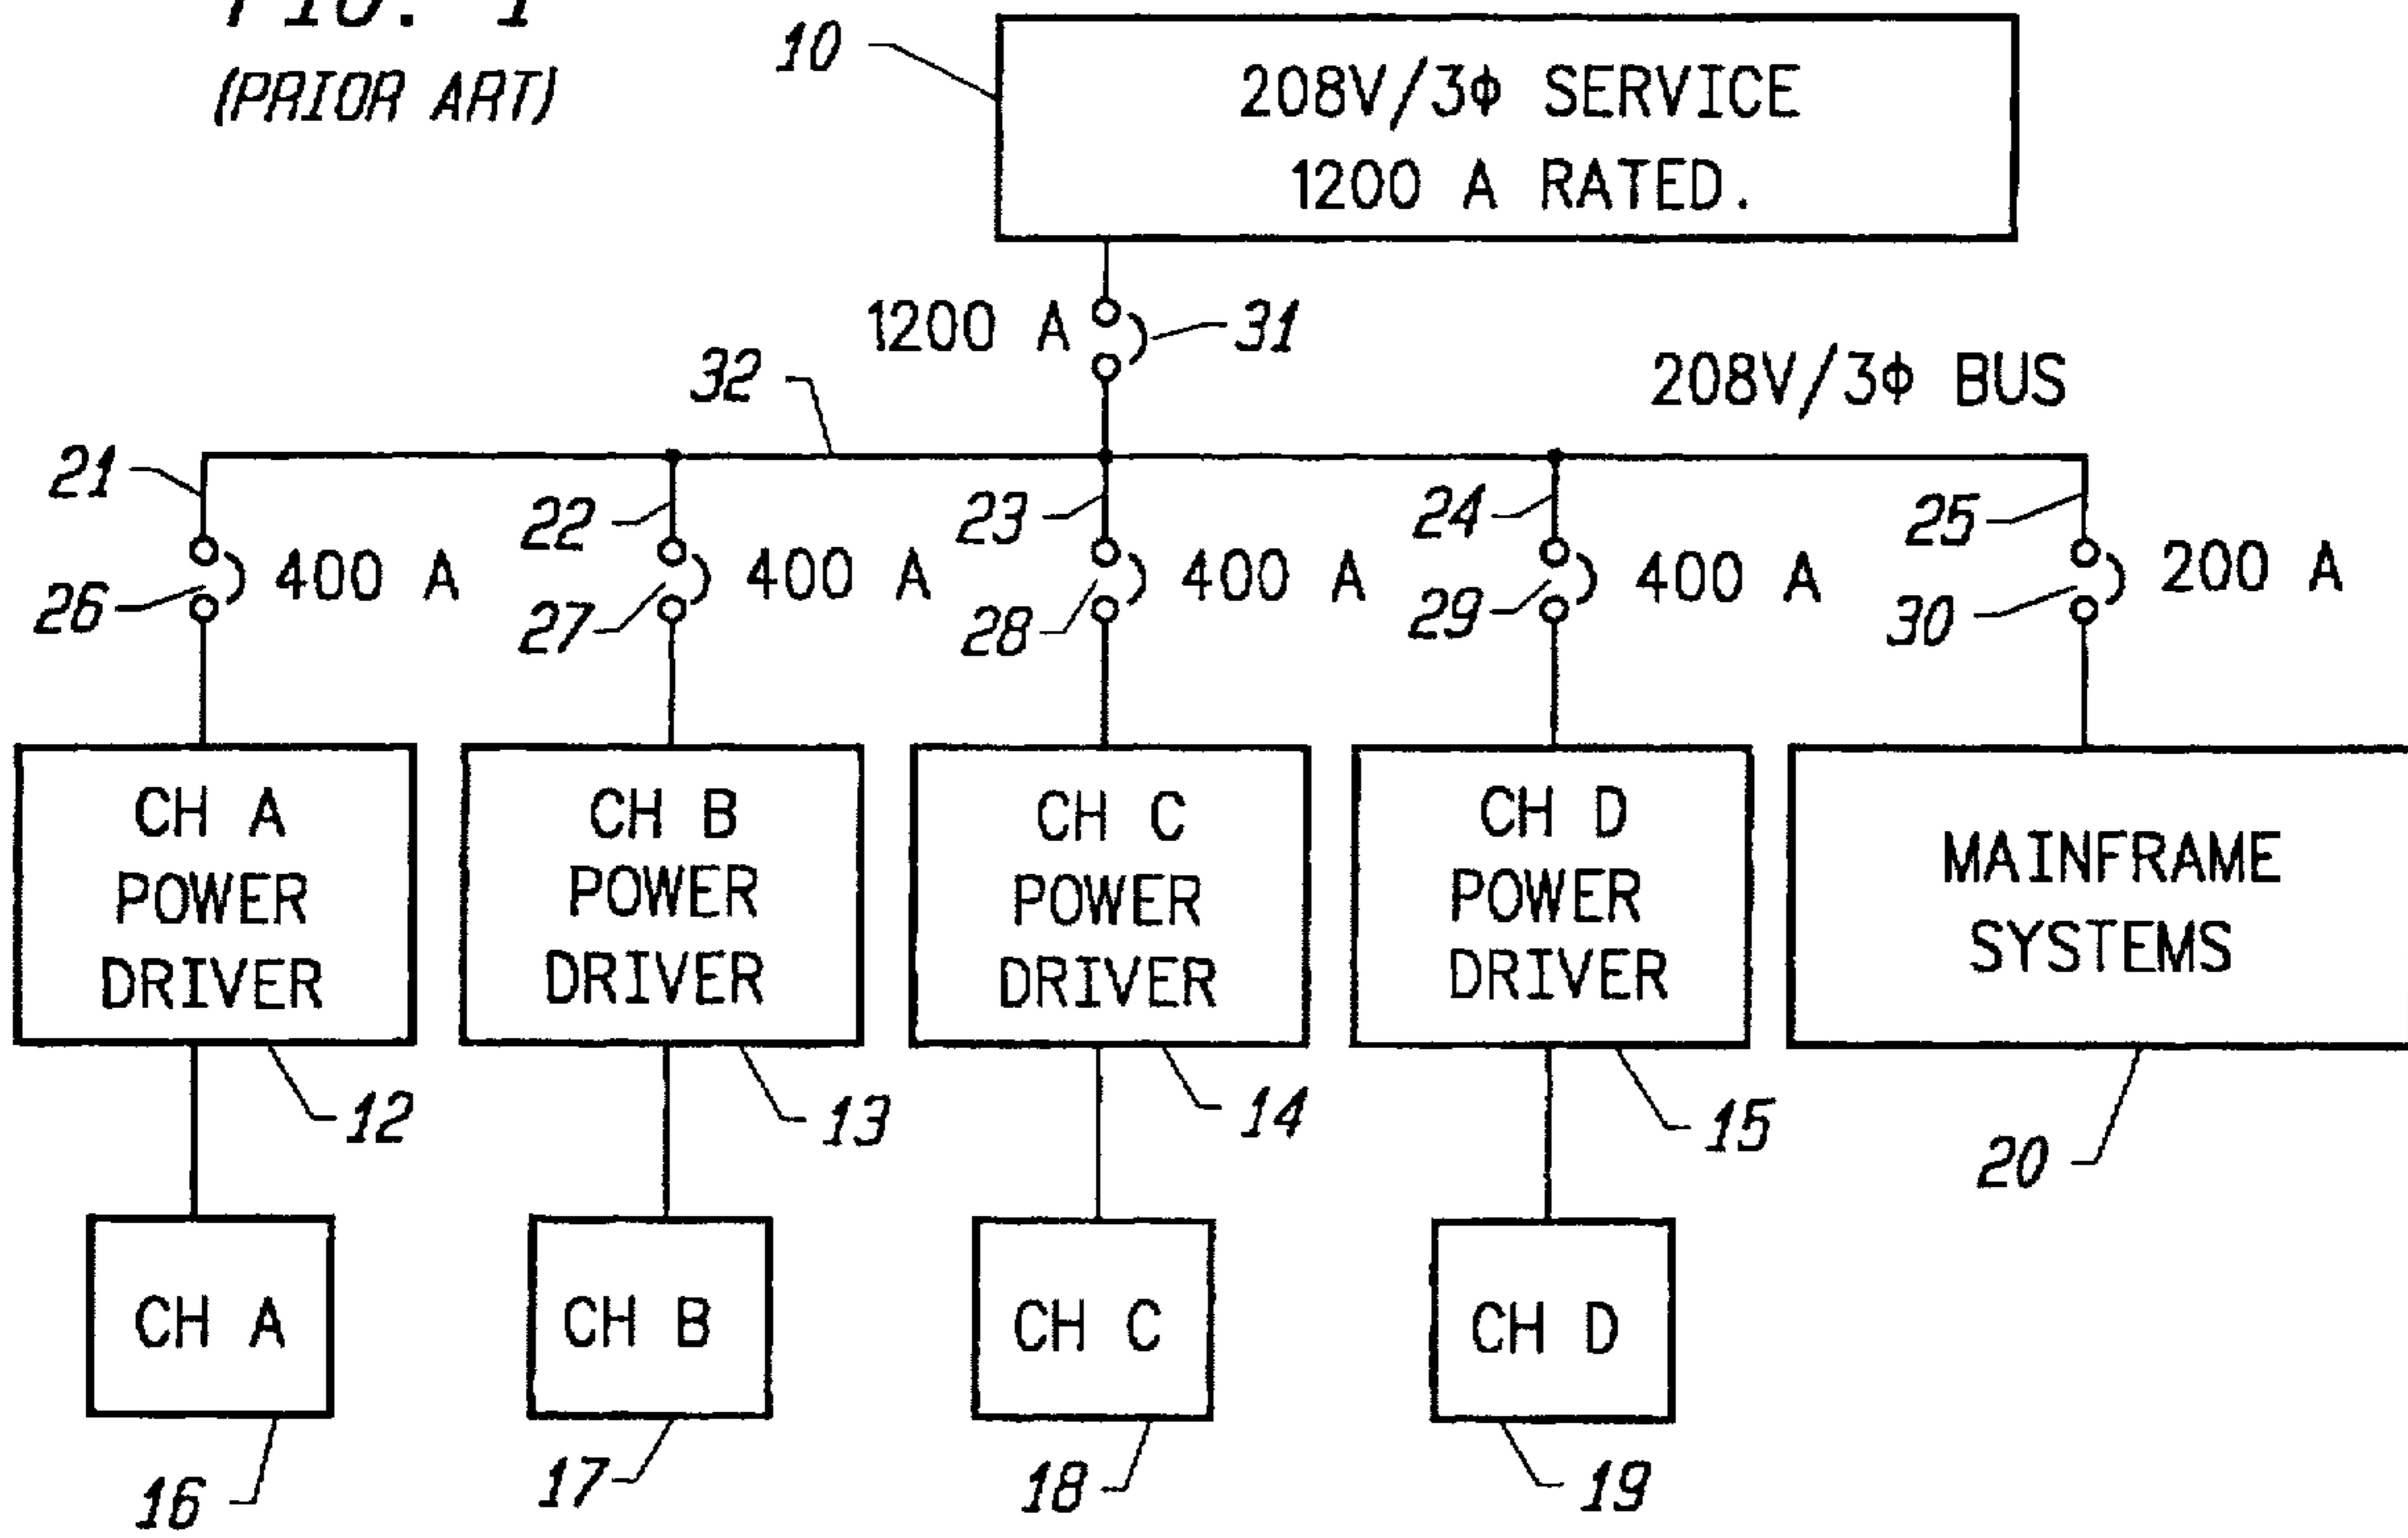 FIG. 1
(PRIOR ART)
10
208V/3ϕ SERVICE
1200 A RATED.
1200 A
31
32
208V/3ϕ BUS
21
22
23
24
25
26
400 A
27
400 A
28
400 A
29
400 A
30
200 A
CH A
POWER
DRIVER
CH B
POWER
DRIVER
CH C
POWER
DRIVER
CH D
POWER
DRIVER
MAINFRAME
SYSTEMS
12
13
14
15
20
CH A
CH B
CH C
CH D
16
17
18
19